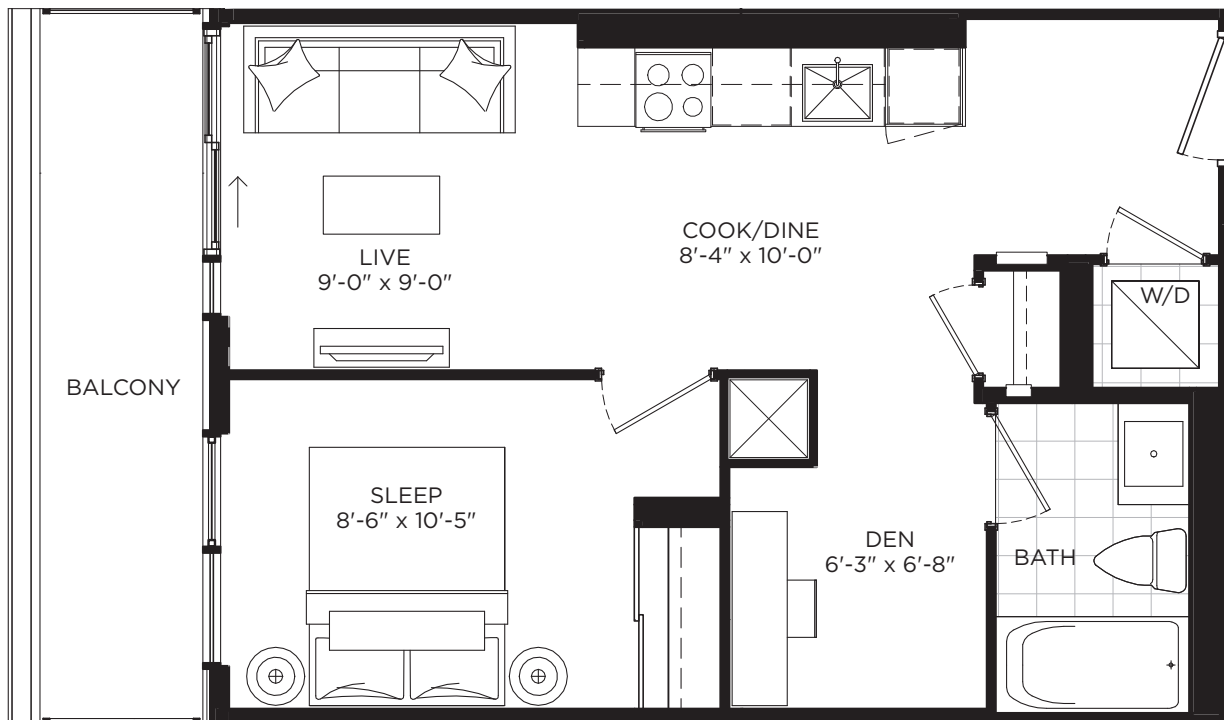 COOK/DINE
8'-4" x 10'-0"
LIVE
9'-0" x 9'-0"
W/D
BALCONY
SLEEP
8'-6" x 10'-5"
DEN
6'-3" x 6'-8"
BATH